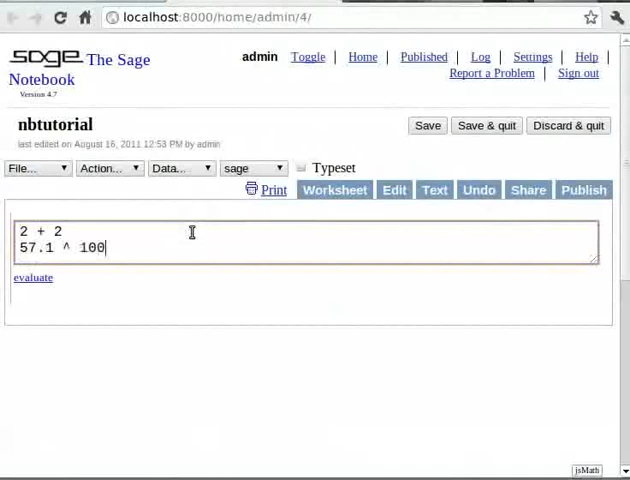 localhost:8000/home/admin/4/
sage The Sage Notebook
Version 4.7
admin Toggle | Home | Published | Log | Settings | Help |
Report a Problem | Sign out
nbtutorial
last edited on August 16, 2011 12:53 PM by admin
Save Save & quit Discard & quit
File... Action... Data... sage Typeset
Print Worksheet Edit Text Undo Share Publish
2 + 2
57.1 ^ 100
evaluate
jsMath